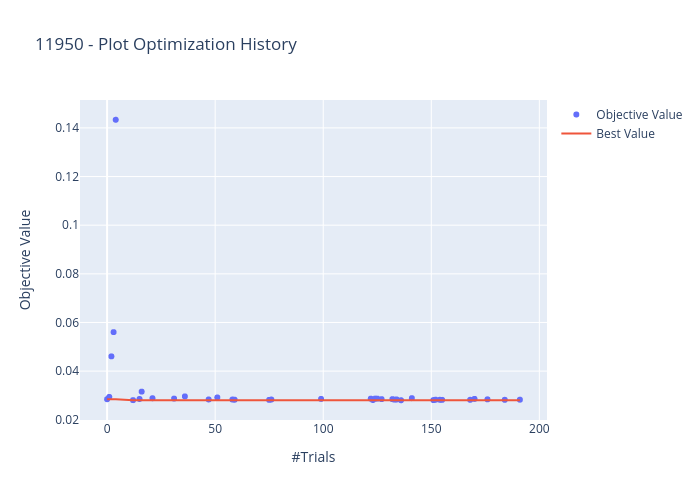 11950 - Plot Optimization History
Objective Value
Best Value
0.14
0.12
0.1
0.08
0.06
0.04
0.02
Objective Value
0
50
100
150
200
#Trials